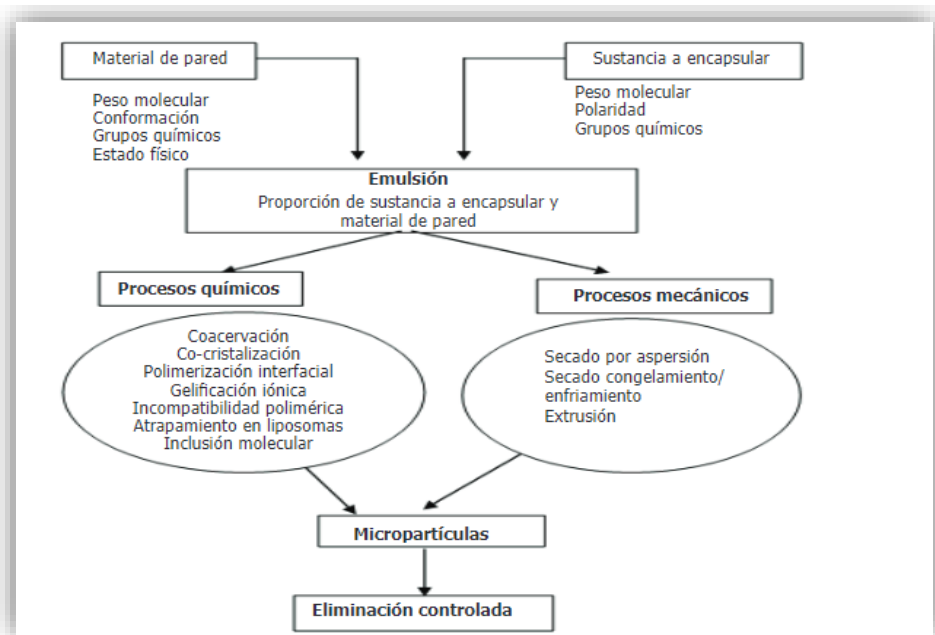 Material de pared
Sustancia a encapsular
Peso molecular
Conformación
Grupos químicos
Estado físico
Peso molecular
Polaridad
Grupos químicos
Emulsión
Proporción de sustancia a encapsular y
material de pared
Procesos químicos
Procesos mecánicos
Coacervación
Co-cristalización
Polimerización interfacial
Gelificación iónica
Incompatibilidad polimérica
Atrapamiento en liposomas
Inclusión molecular
Secado por aspersión
Secado congelamiento/
enfriamiento
Extrusión
Micropartículas
Eliminación controlada